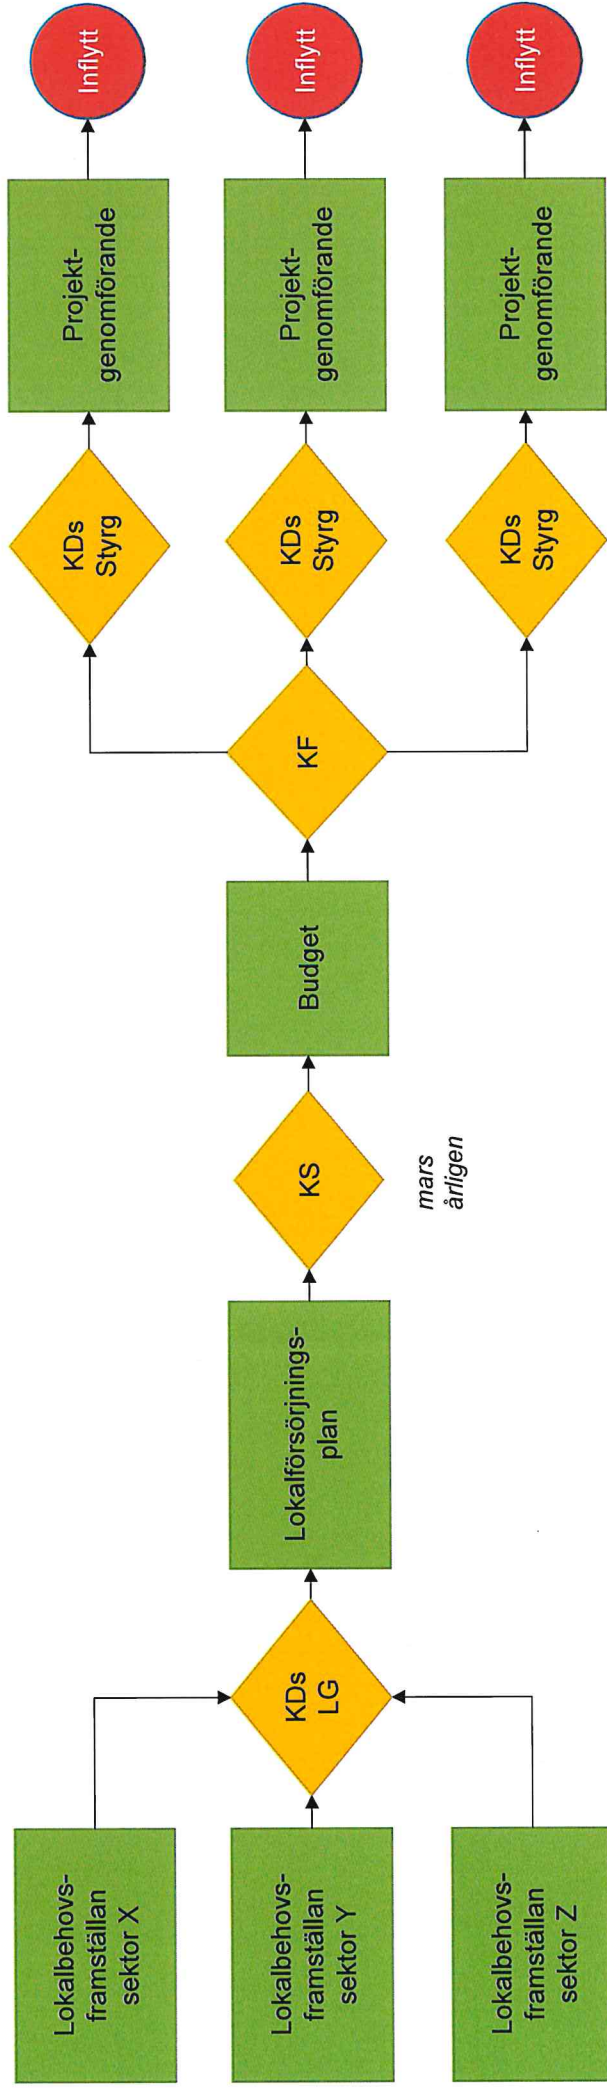 Lokalbehovs-
framställan
sektor X
Lokalbehovs-
framställan
sektor Y
Lokalbehovs-
framställan
sektor Z
KDs
LG
Lokalförsörjnings-
plan
KS
mars
årligen
Budget
KF
KDs
Styrg
KDs
Styrg
KDs
Styrg
Projekt-
genomförande
Projekt-
genomförande
Projekt-
genomförande
Inflytt
Inflytt
Inflytt